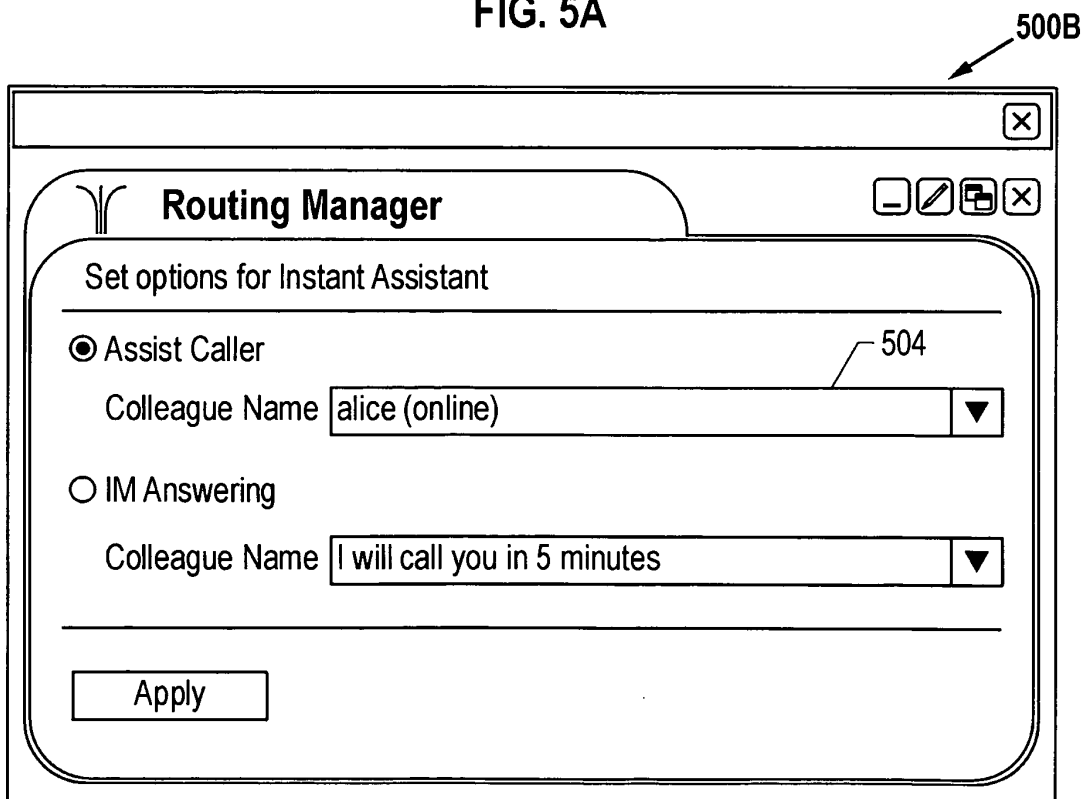 FIG. 5A
500B
Routing Manager
Set options for Instant Assistant
Assist Caller
504
Colleague Name alice (online)
IM Answering
Colleague Name I will call you in 5 minutes
Apply